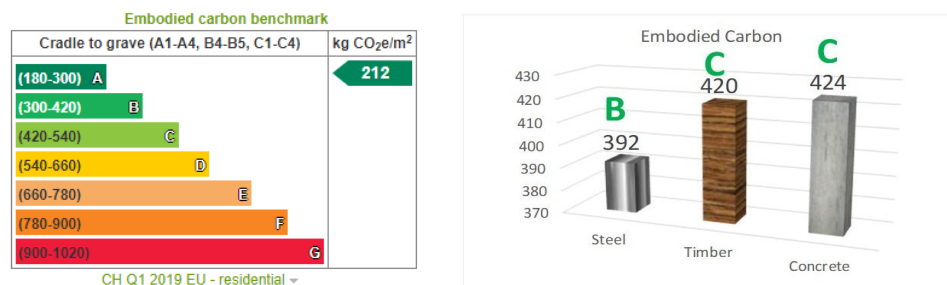 Embodied carbon benchmark
Cradle to grave (A1-A4, B4-B5, C1-C4) kg CO₂e/m²
(180-300) A 212
(300-420) B
(420-540) C
(540-660) D
(660-780) E
(780-900) F
(900-1020) G
CH Q1 2019 EU - residential
Embodied Carbon
430
420
410
400
390
380
370
B
392
C
420
C
424
Steel
Timber
Concrete